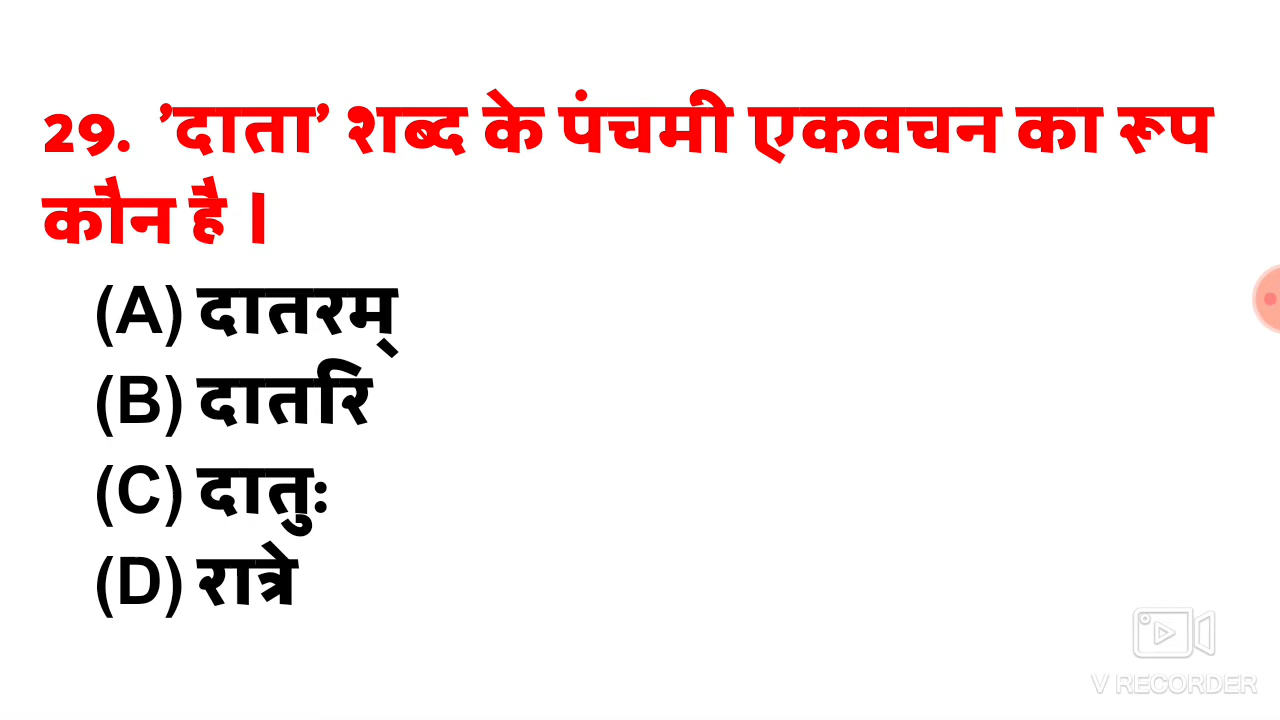 29. ’दाता’ शब्द के पंचमी एकवचन का रूप
कौन है ।
(A) दातरम्
(B) दातरि
(C) दातुः
(D) रात्रे
V RECORDER